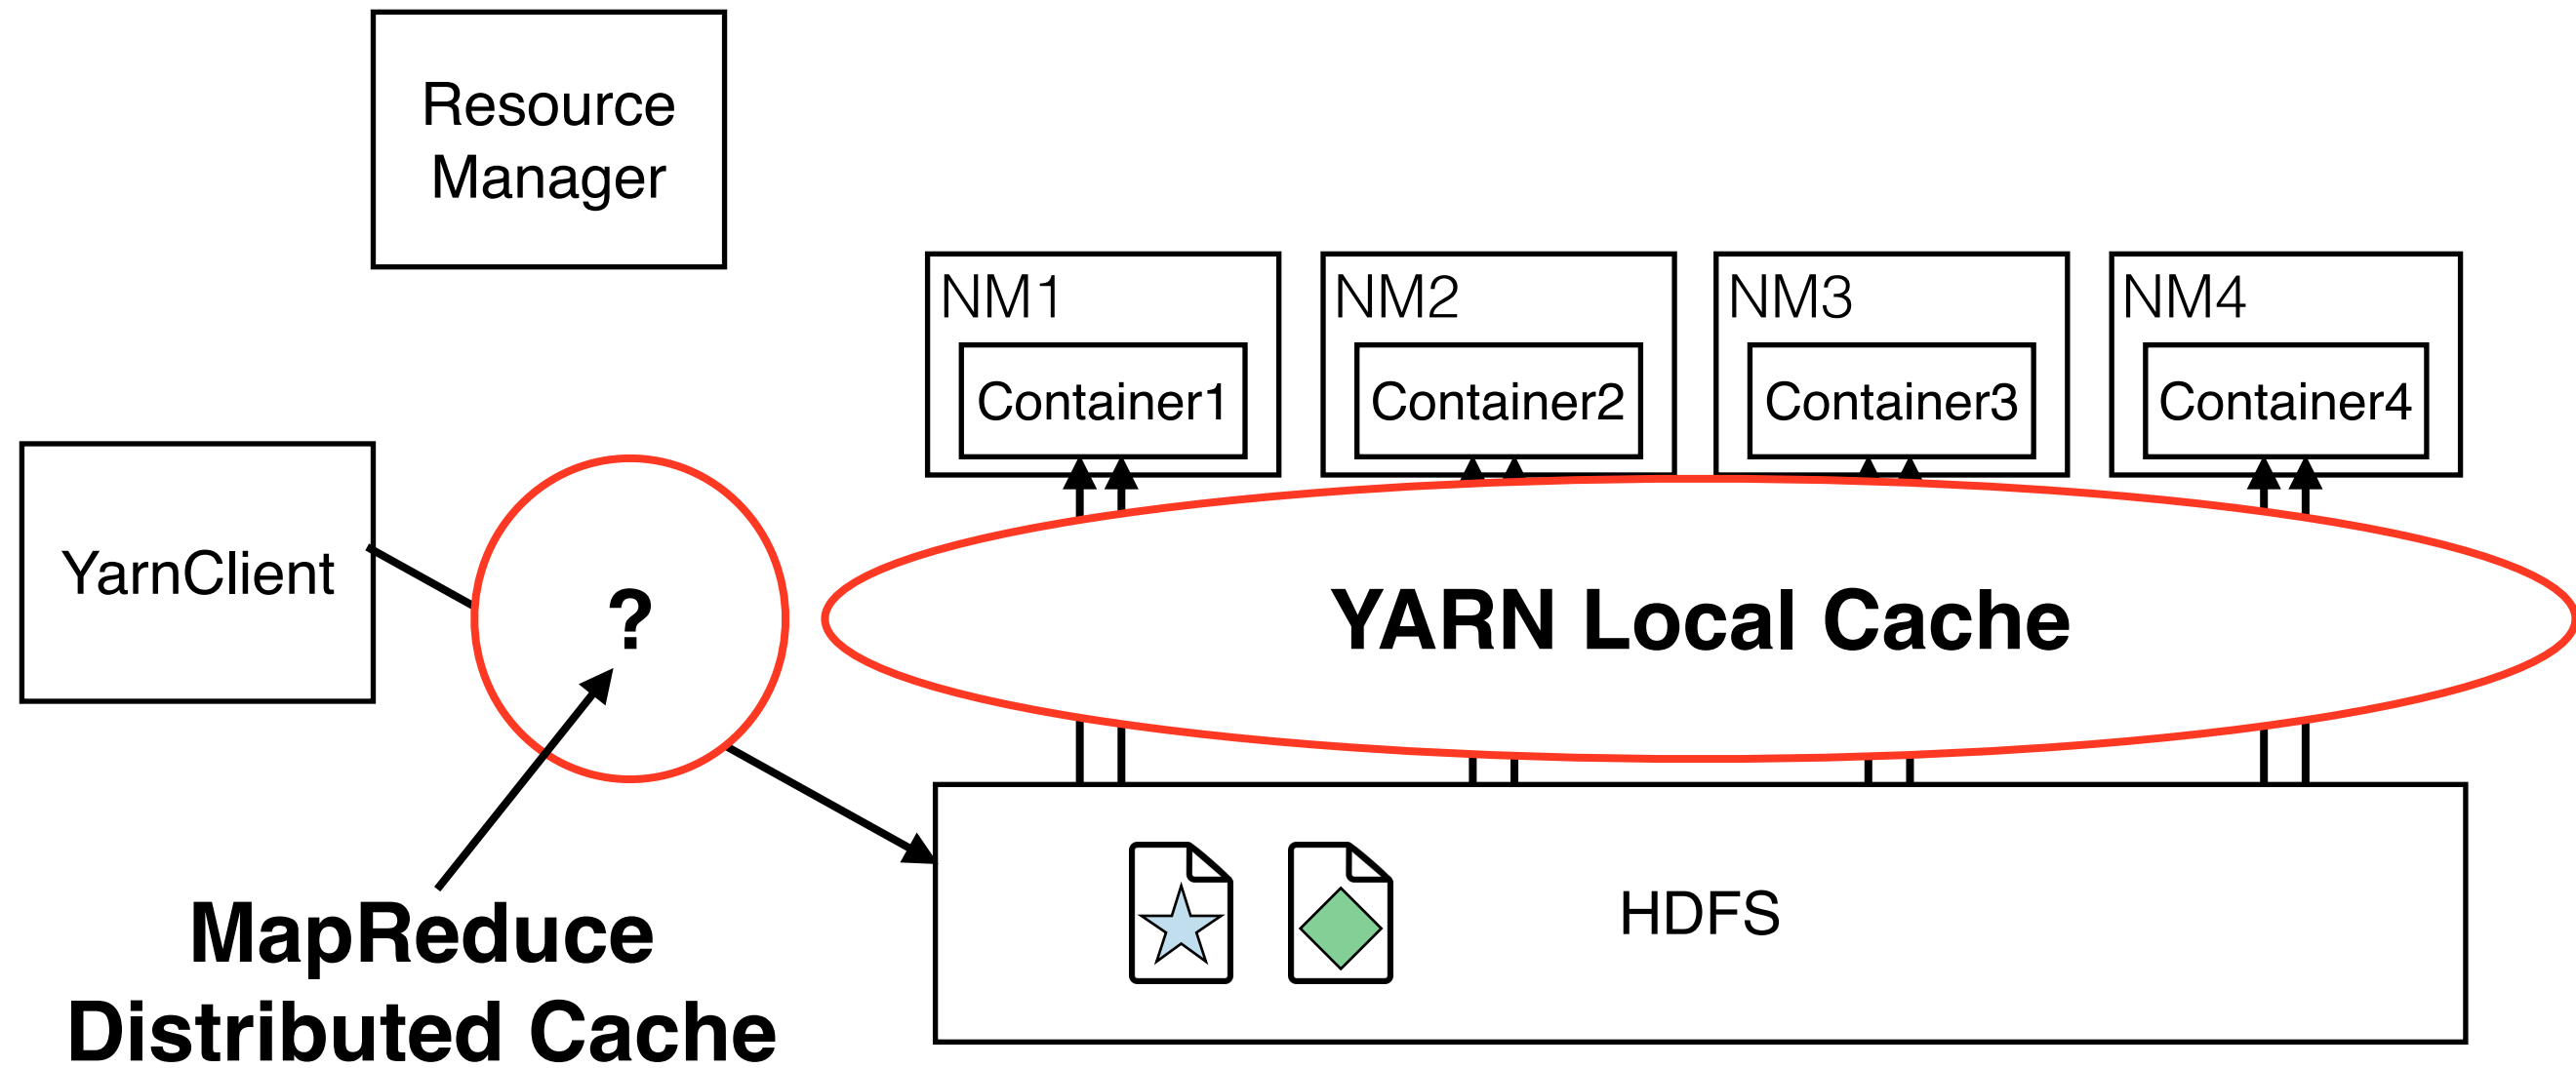 Resource
Manager
NM1
NM2
NM3
NM4
Container1
Container2
Container3
Container4
YarnClient
?
YARN Local Cache
MapReduce
Distributed Cache
HDFS